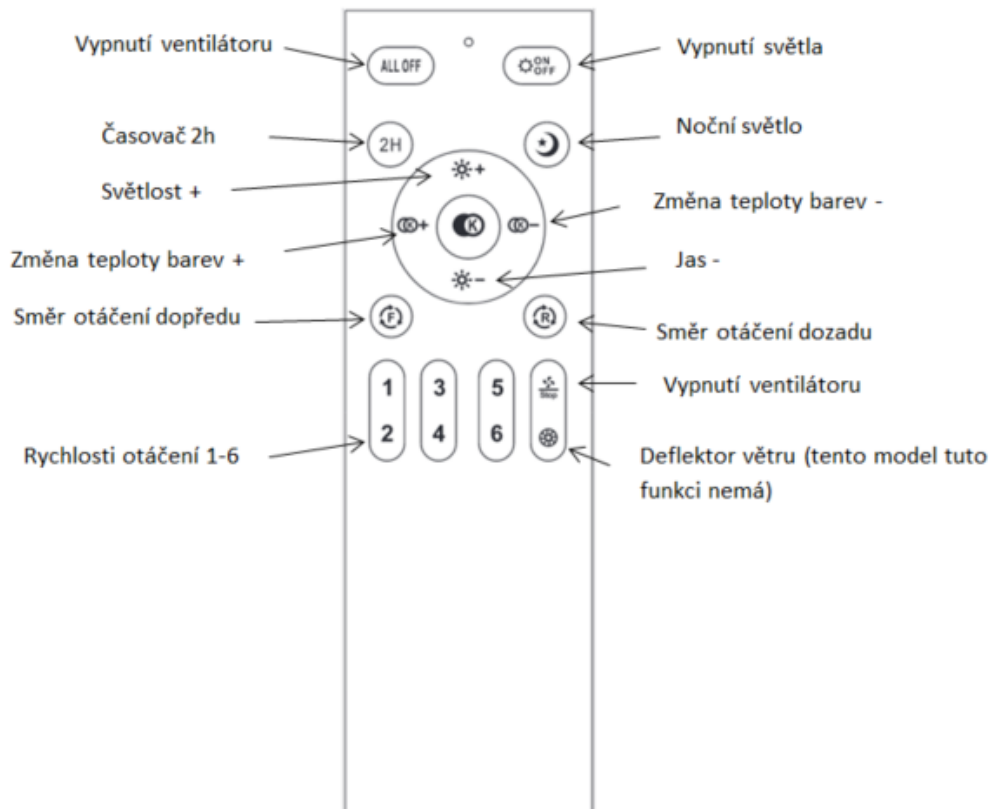 Vypnutí ventilátoru
ALL OFF
ON
OFF
Vypnutí světla
Časovač 2h
2H
Noční světlo
Světlost +
+
Změna teploty barev -
K+
K
K-
Změna teploty barev +
-
Jas -
Směr otáčení dopředu
F
R
Směr otáčení dozadu
1 3 5
Stop
Vypnutí ventilátoru
2 4 6
Rychlosti otáčení 1-6
Deflektor větru (tento model tuto
funkci nemá)